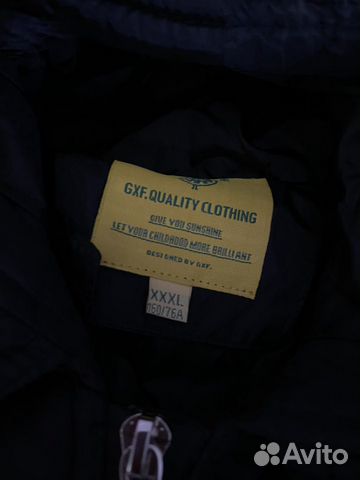 GXF. QUALITY CLOTHING
GIVE YOU SUNSHINE
LET YOUR CHILDHOOD MORE BRILLIANT
DESIGNED BY GXF.
XXXL
160/76A
Avito